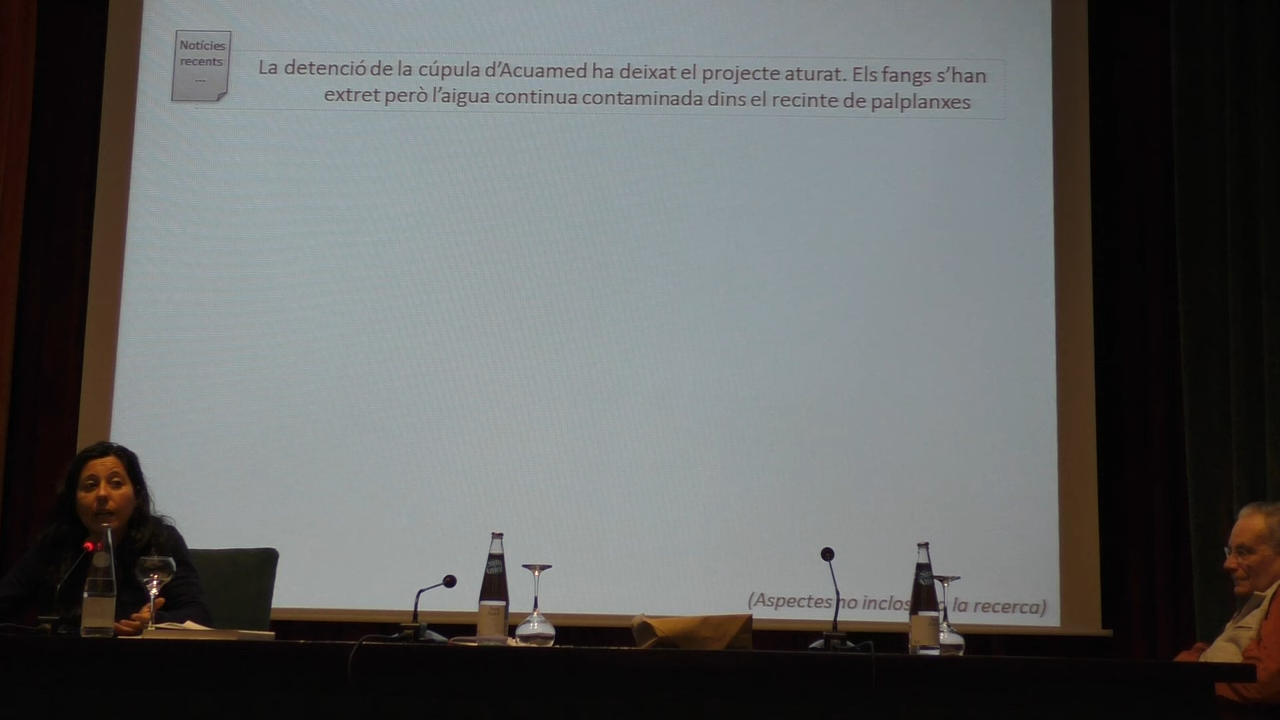 Notícies
recents
...
La detenció de la cúpula d'Acuamed ha deixat el projecte aturat. Els fangs s'han
extret però l'aigua continua contaminada dins el recinte de palplanxes
(Aspectes no inclos la recerca)